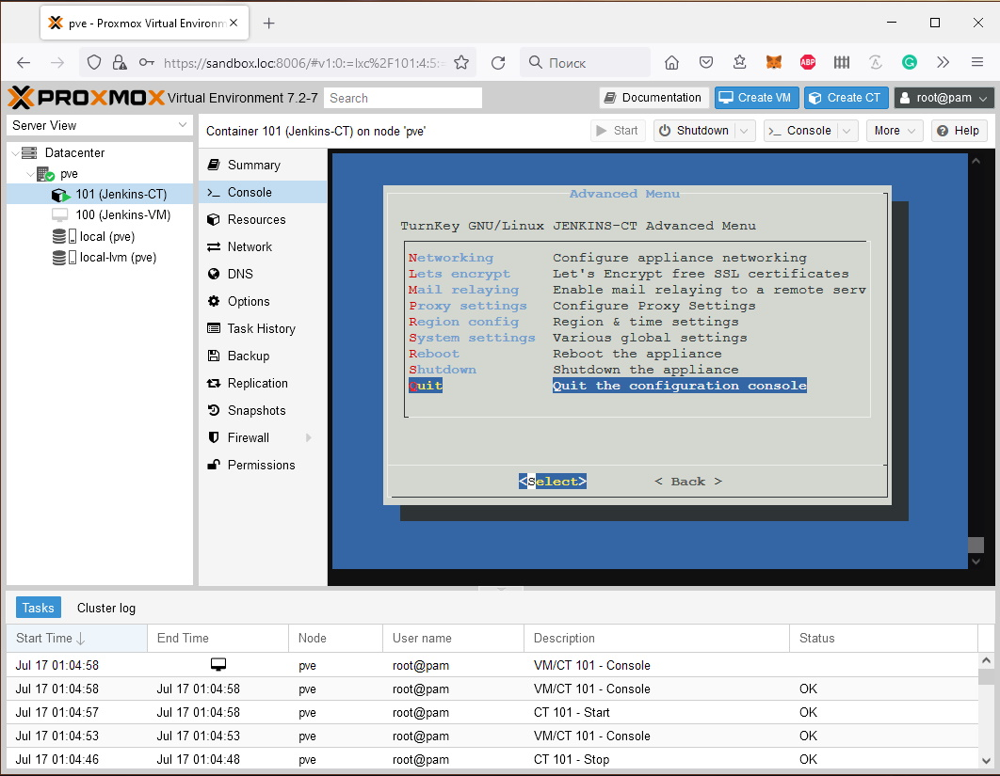 pve - Proxmox Virtual Environm
https://sandbox.loc:8006/#v1:0:=lxc%2F101:4:5:=
Поиск
ABP
PROXMOX Virtual Environment 7.2-7
Search
Documentation
Create VM
Create CT
root@pam
Server View
Container 101 (Jenkins-CT) on node 'pve'
Start
Shutdown
Console
More
Help
Datacenter
pve
101 (Jenkins-CT)
100 (Jenkins-VM)
local (pve)
local-lvm (pve)
Summary
Console
Resources
Network
DNS
Options
Task History
Backup
Replication
Snapshots
Firewall
Permissions
Advanced Menu
TurnKey GNU/Linux JENKINS-CT Advanced Menu
Networking Configure appliance networking
Lets encrypt Let's Encrypt free SSL certificates
Mail relaying Enable mail relaying to a remote serv
Proxy settings Configure Proxy Settings
Region config Region & time settings
System settings Various global settings
Reboot Reboot the appliance
Shutdown Shutdown the appliance
Quit Quit the configuration console
<Select> < Back >
Tasks Cluster log
Start Time End Time Node User name Description Status
Jul 17 01:04:58 pve root@pam VM/CT 101 - Console
Jul 17 01:04:58 Jul 17 01:04:58 pve root@pam VM/CT 101 - Console OK
Jul 17 01:04:57 Jul 17 01:04:58 pve root@pam CT 101 - Start OK
Jul 17 01:04:53 Jul 17 01:04:53 pve root@pam VM/CT 101 - Console OK
Jul 17 01:04:46 Jul 17 01:04:48 pve root@pam CT 101 - Stop OK